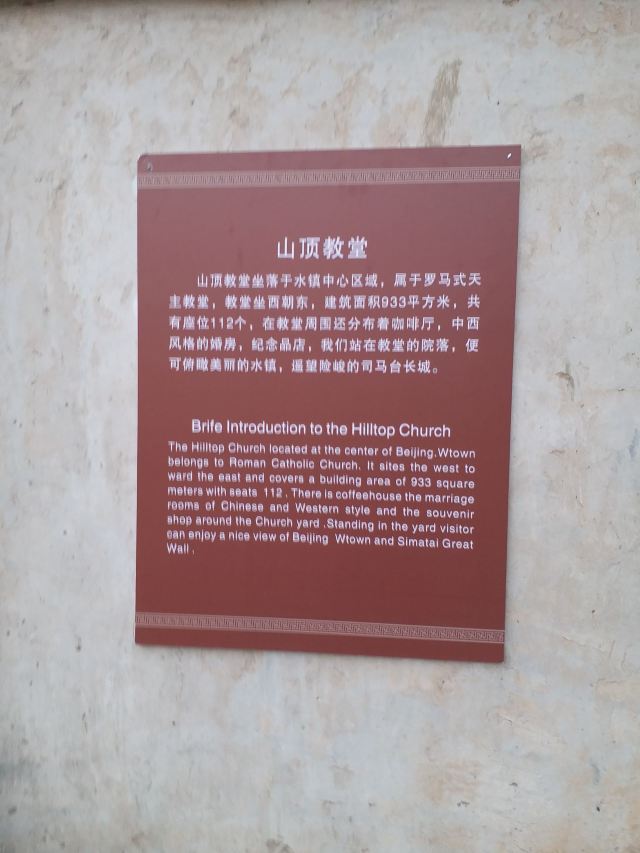 山顶教堂
山顶教堂坐落于水镇中心区域，属于罗马式天
主教堂，教堂坐西朝东，建筑面积933平方米，共
有座位112个，在教堂周围还分布着咖啡厅，中西
风格的婚房，纪念品店，我们站在教堂的院落，便
可俯瞰美丽的水镇，遥望险峻的司马台长城。
Brife Introduction to the Hilltop Church
The Hilltop Church located at the center of Beijing.Wtown
belongs to Roman Catholic Church. It sites the west to
ward the east and covers a building area of 933 square
meters with seats 112 . There is coffeehouse the marriage
rooms of Chinese and Western style and the souvenir
shop around the Church yard .Standing in the yard visitor
can enjoy a nice view of Beijing Wtown and Simatai Great
Wall .